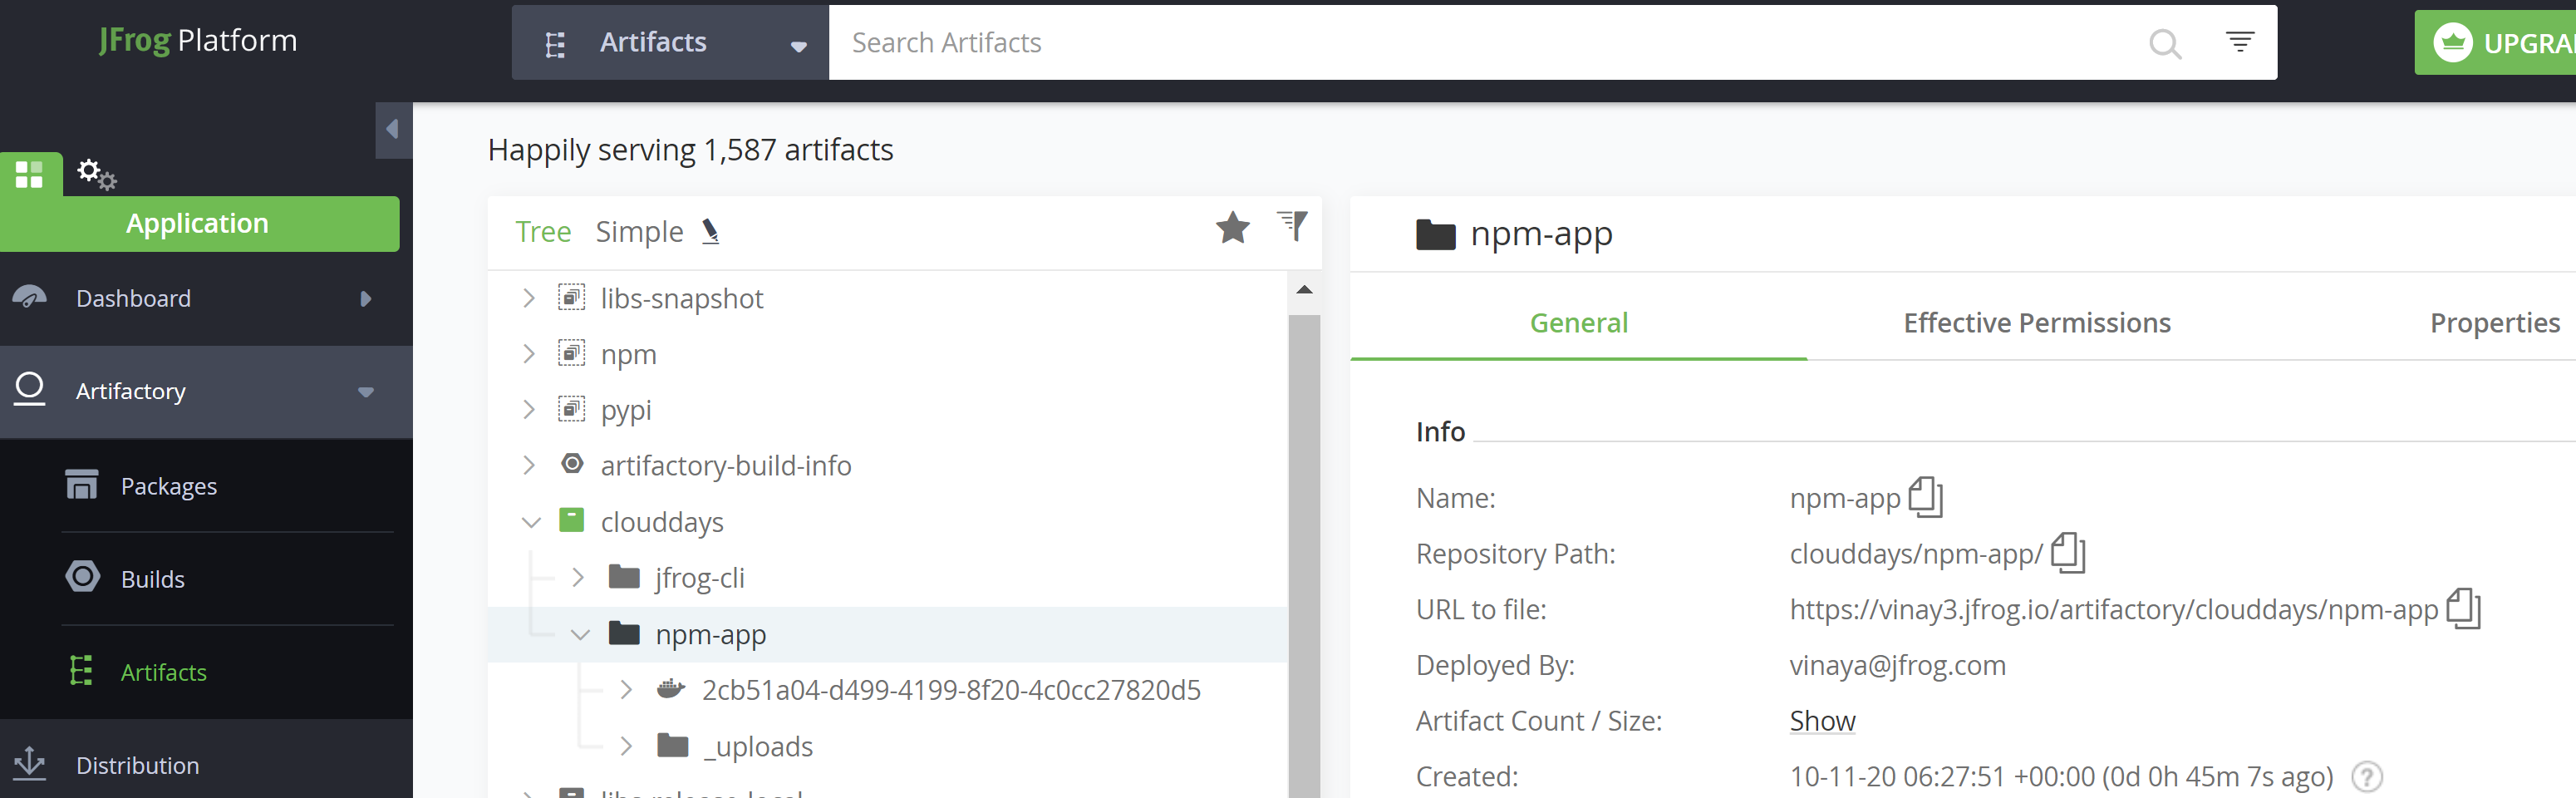 JFrog Platform
Artifacts
Search Artifacts
Happily serving 1,587 artifacts
Application
Dashboard
Artifactory
Packages
Builds
Artifacts
Distribution
Tree Simple
libs-snapshot
npm
pypi
artifactory-build-info
clouddays
jfrog-cli
npm-app
2cb51a04-d499-4199-8f20-4c0cc27820d5
_uploads
npm-app
General Effective Permissions Properties
Info
Name: npm-app
Repository Path: clouddays/npm-app/
URL to file: https://vinay3.jfrog.io/artifactory/clouddays/npm-app
Deployed By: vinaya@jfrog.com
Artifact Count / Size: Show
Created: 10-11-20 06:27:51 +00:00 (0d 0h 45m 7s ago)